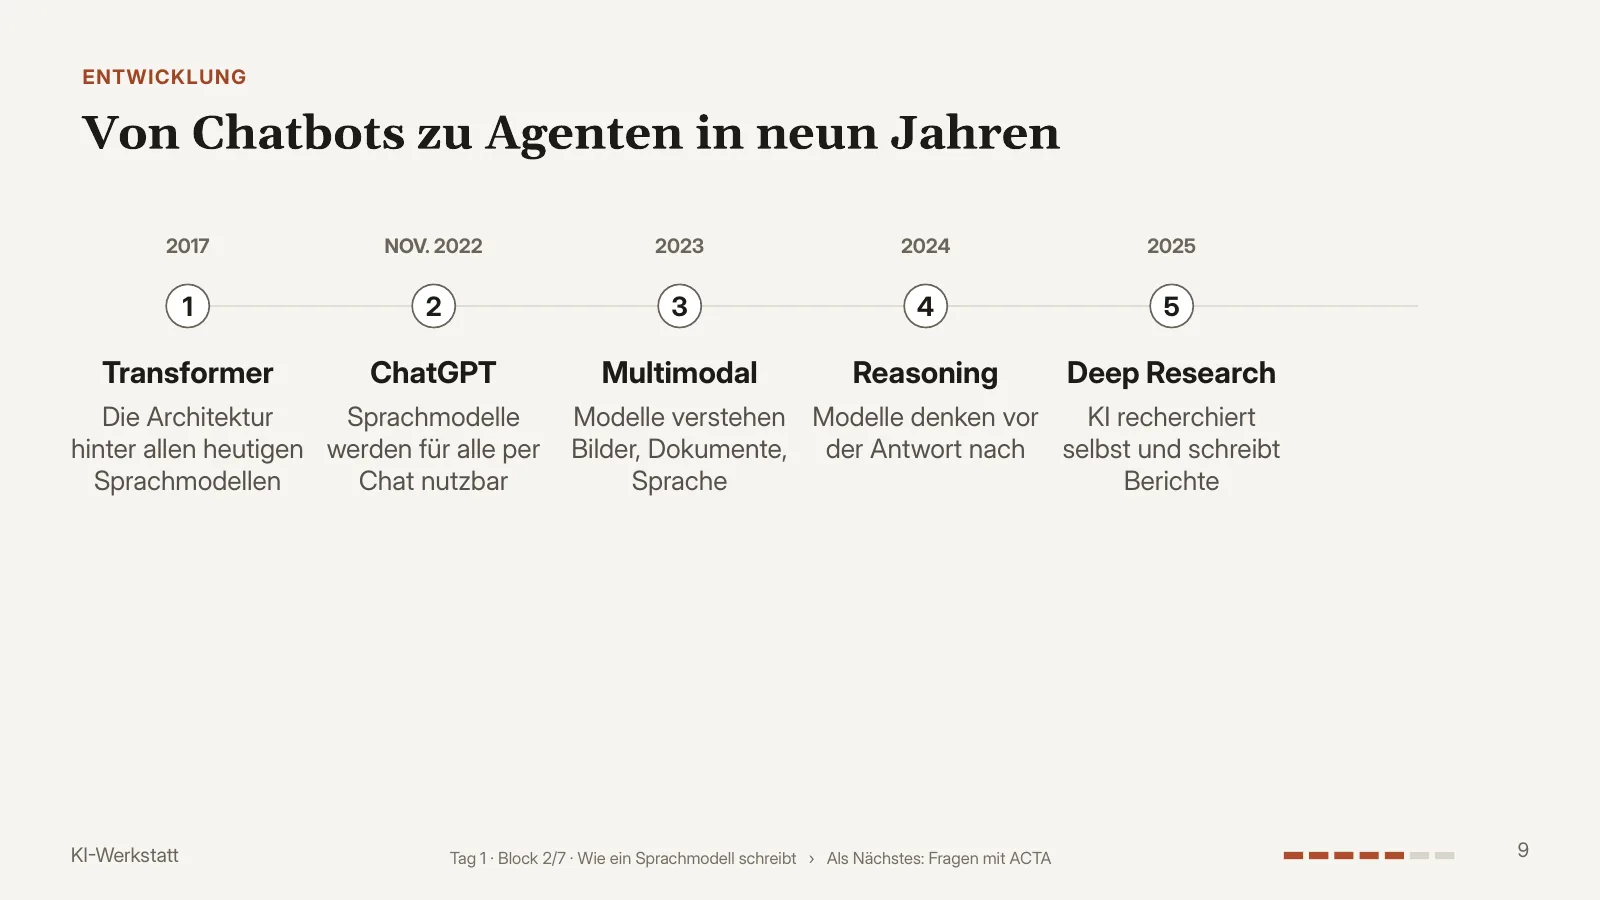 ENTWICKLUNG
Von Chatbots zu Agenten in neun Jahren
2017
NOV. 2022
2023
2024
2025
1
2
3
4
5
Transformer
Die Architektur
hinter allen heutigen
Sprachmodellen
ChatGPT
Sprachmodelle
werden für alle per
Chat nutzbar
Multimodal
Modelle verstehen
Bilder, Dokumente,
Sprache
Reasoning
Modelle denken vor
der Antwort nach
Deep Research
KI recherchiert
selbst und schreibt
Berichte
KI-Werkstatt
Tag 1 · Block 2/7 · Wie ein Sprachmodell schreibt › Als Nächstes: Fragen mit ACTA
9